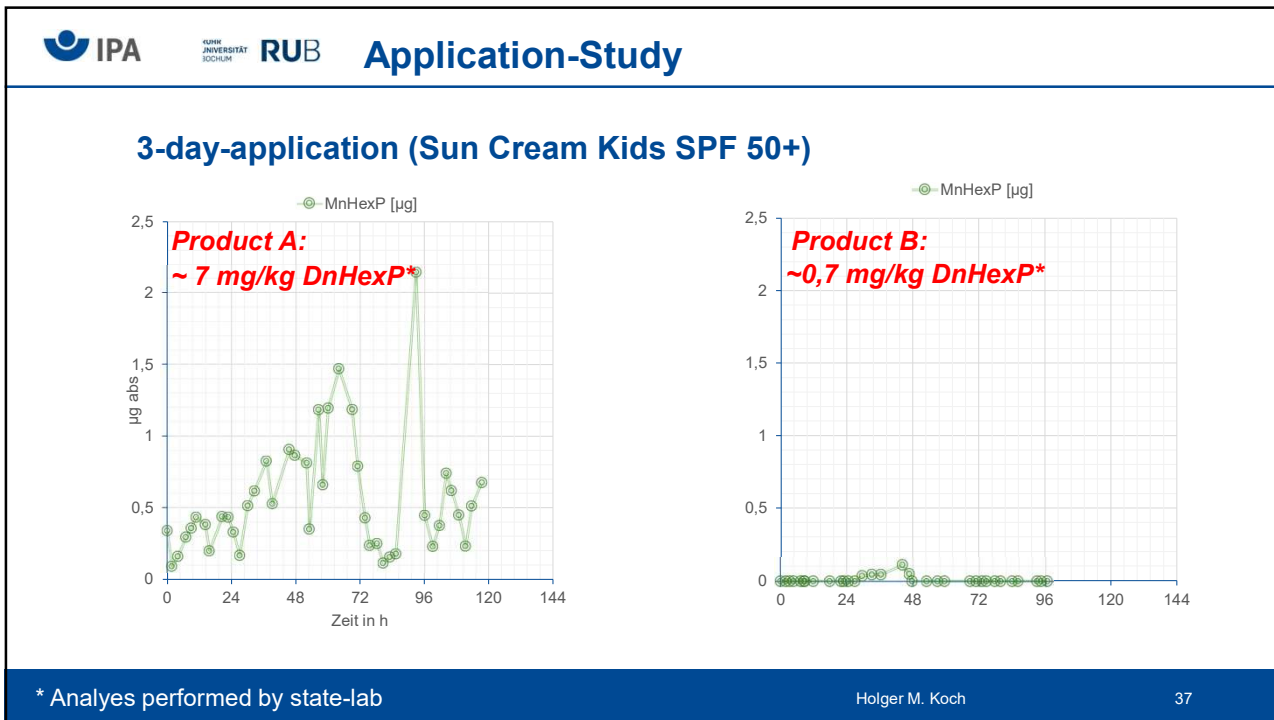 IPA
RUHR
UNIVERSITÄT
BOCHUM
RUB
Application-Study
3-day-application (Sun Cream Kids SPF 50+)
MnHexP [µg]
Product A:
~ 7 mg/kg DnHexP*
2,5
2
1,5
1
0,5
0
µg abs
0 24 48 72 96 120 144
Zeit in h
MnHexP [µg]
Product B:
~0,7 mg/kg DnHexP*
2,5
2
1,5
1
0,5
0
0 24 48 72 96 120 144
* Analyes performed by state-lab
Holger M. Koch
37